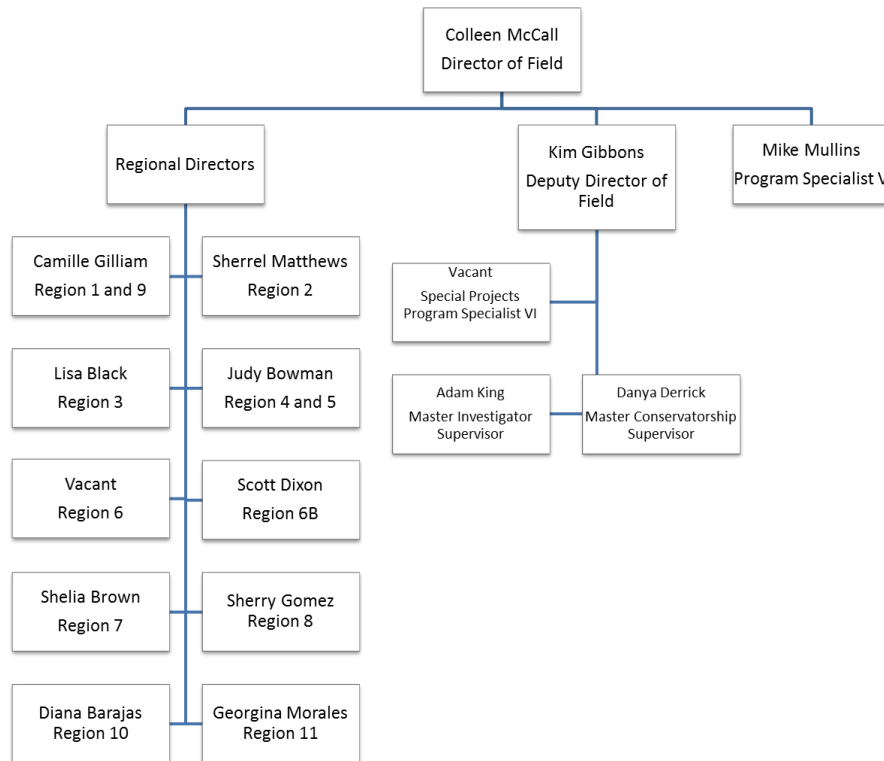 Colleen McCall
Director of Field
Regional Directors
Kim Gibbons
Deputy Director of
Field
Mike Mullins
Program Specialist V
Camille Gilliam
Region 1 and 9
Sherrel Matthews
Region 2
Lisa Black
Region 3
Judy Bowman
Region 4 and 5
Vacant
Region 6
Scott Dixon
Region 6B
Shelia Brown
Region 7
Sherry Gomez
Region 8
Diana Barajas
Region 10
Georgina Morales
Region 11
Vacant
Special Projects
Program Specialist VI
Adam King
Master Investigator
Supervisor
Danya Derrick
Master Conservatorship
Supervisor